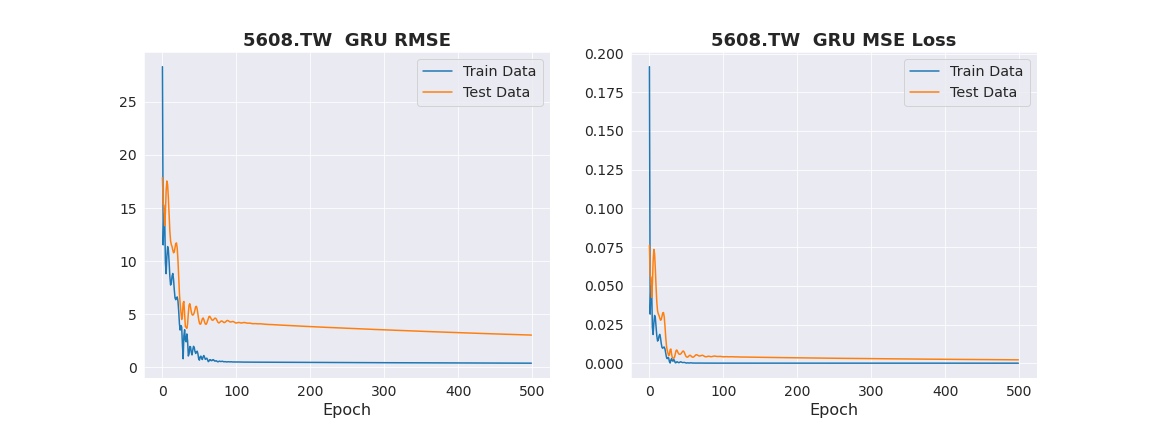 5608.TW  GRU RMSE
Train Data
Test Data
25
20
15
10
5
0
0 100 200 300 400 500
Epoch
5608.TW  GRU MSE Loss
Train Data
Test Data
0.200
0.175
0.150
0.125
0.100
0.075
0.050
0.025
0.000
0 100 200 300 400 500
Epoch